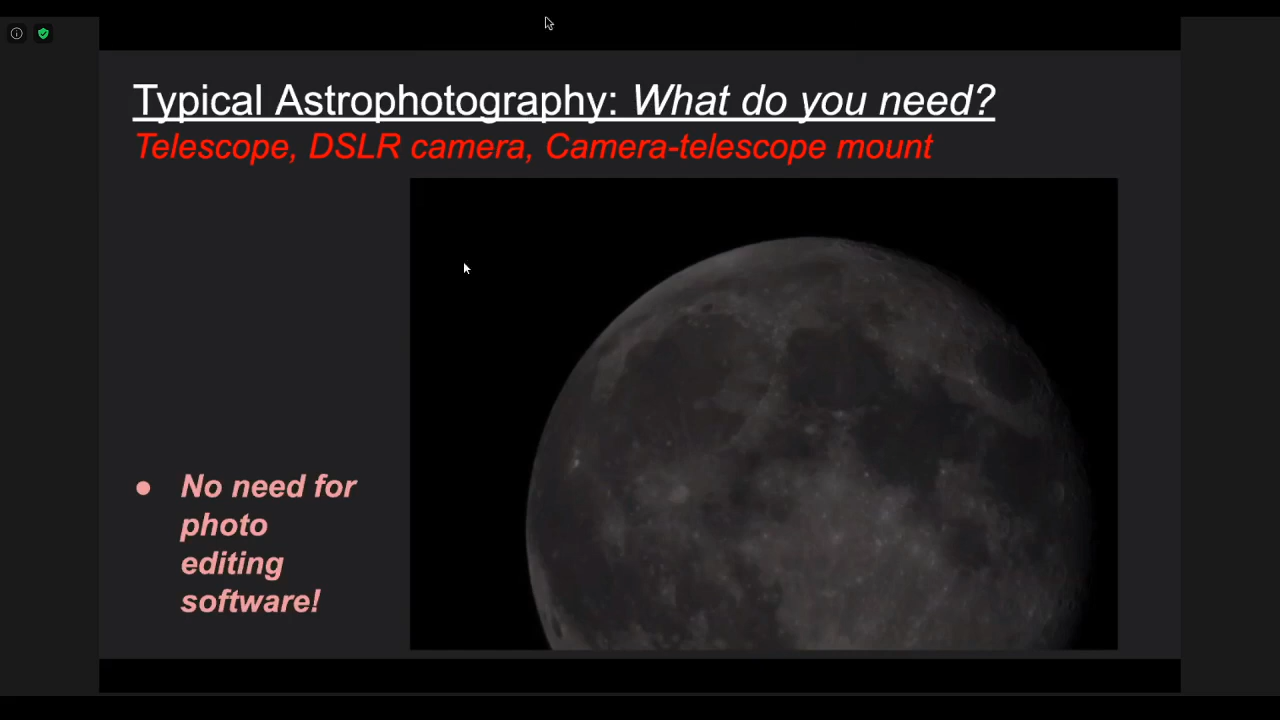 Typical Astrophotography: What do you need?
Telescope, DSLR camera, Camera-telescope mount
● No need for
photo
editing
software!